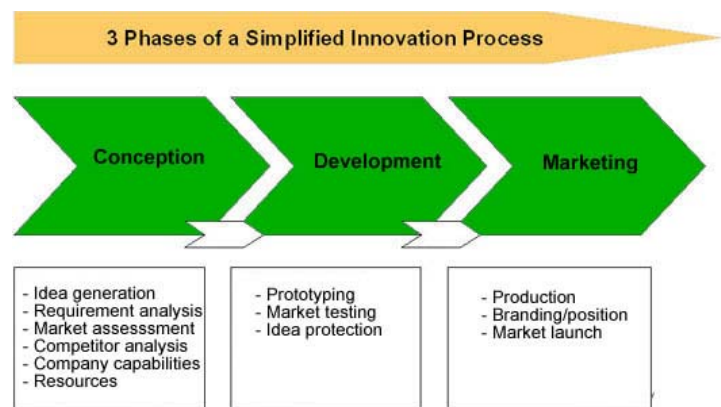 3 Phases of a Simplified Innovation Process
Conception
Development
Marketing
- Idea generation
- Requirement analysis
- Market assesssment
- Competitor analysis
- Company capabilities
- Resources
- Prototyping
- Market testing
- Idea protection
- Production
- Branding/position
- Market launch